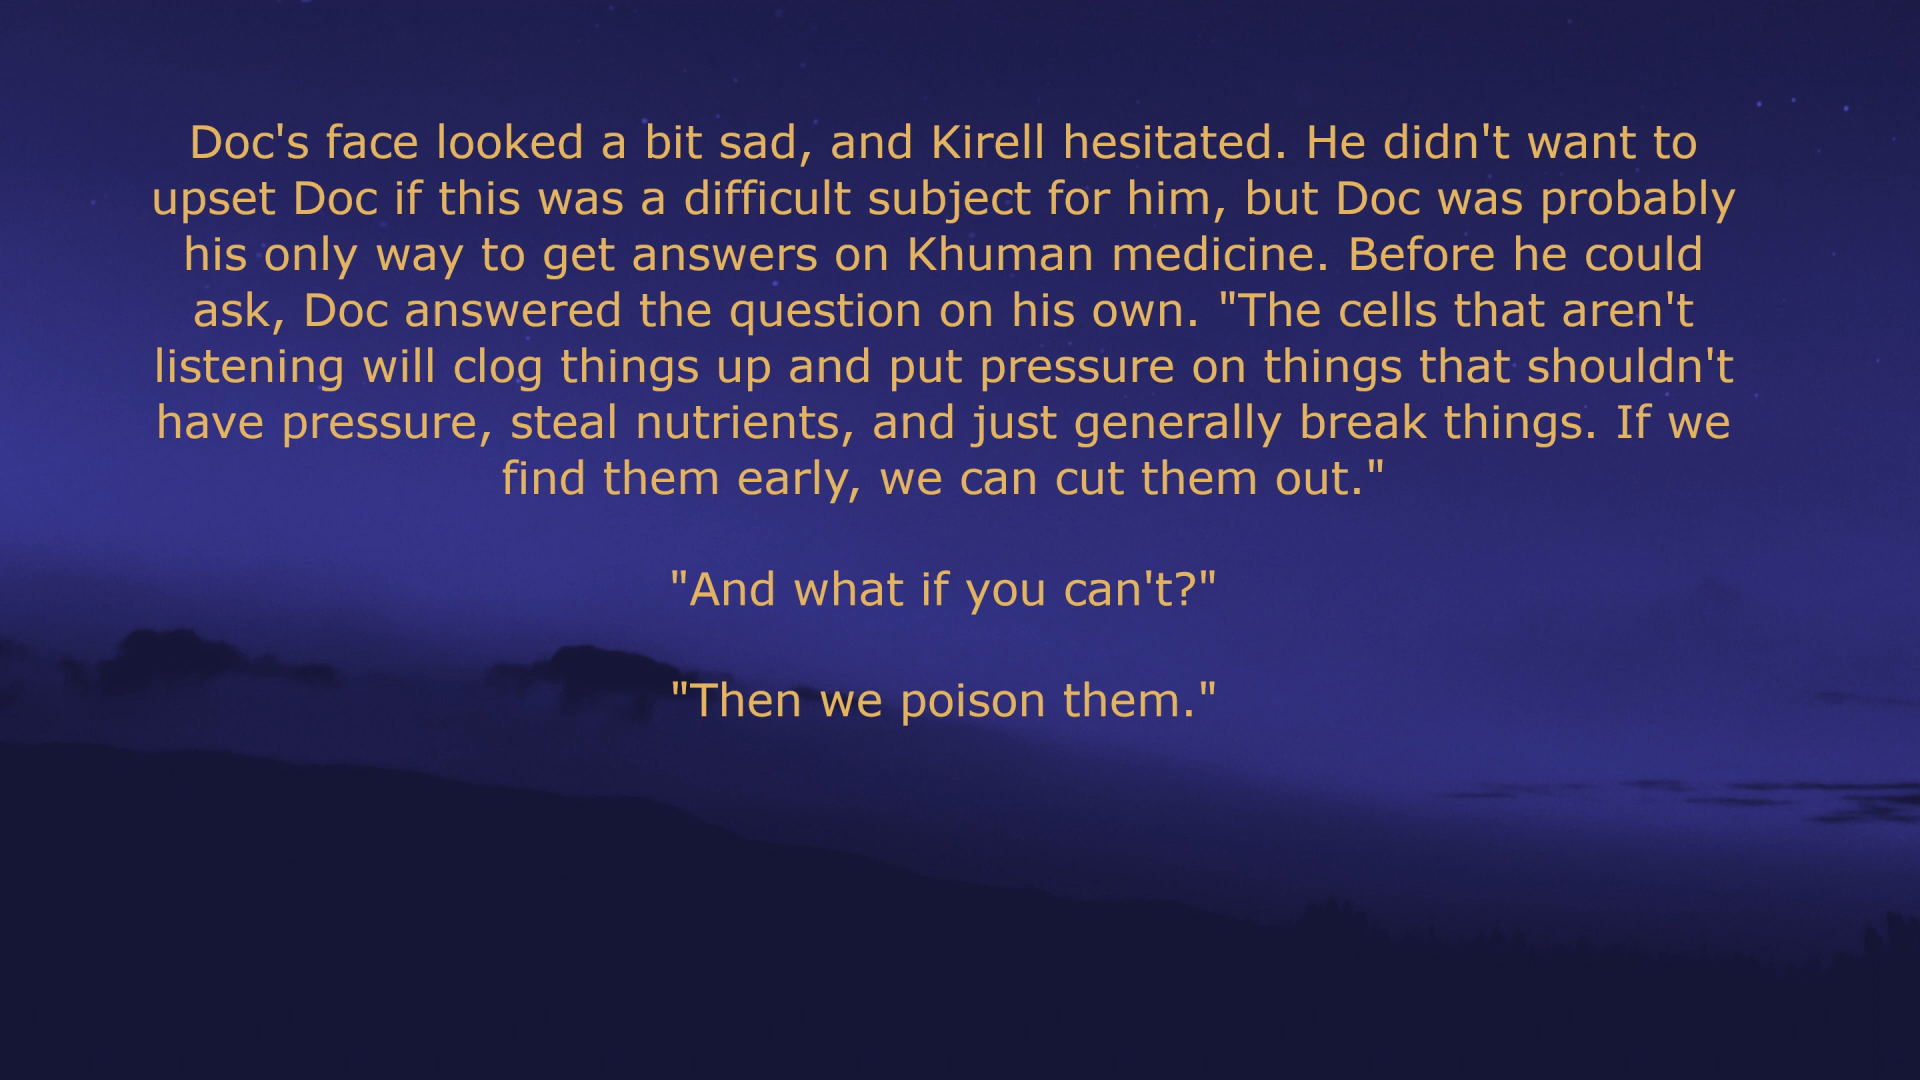 Doc's face looked a bit sad, and Kirell hesitated. He didn't want to
upset Doc if this was a difficult subject for him, but Doc was probably
his only way to get answers on Khuman medicine. Before he could
ask, Doc answered the question on his own. "The cells that aren't
listening will clog things up and put pressure on things that shouldn't
have pressure, steal nutrients, and just generally break things. If we
find them early, we can cut them out."
"And what if you can't?"
"Then we poison them."